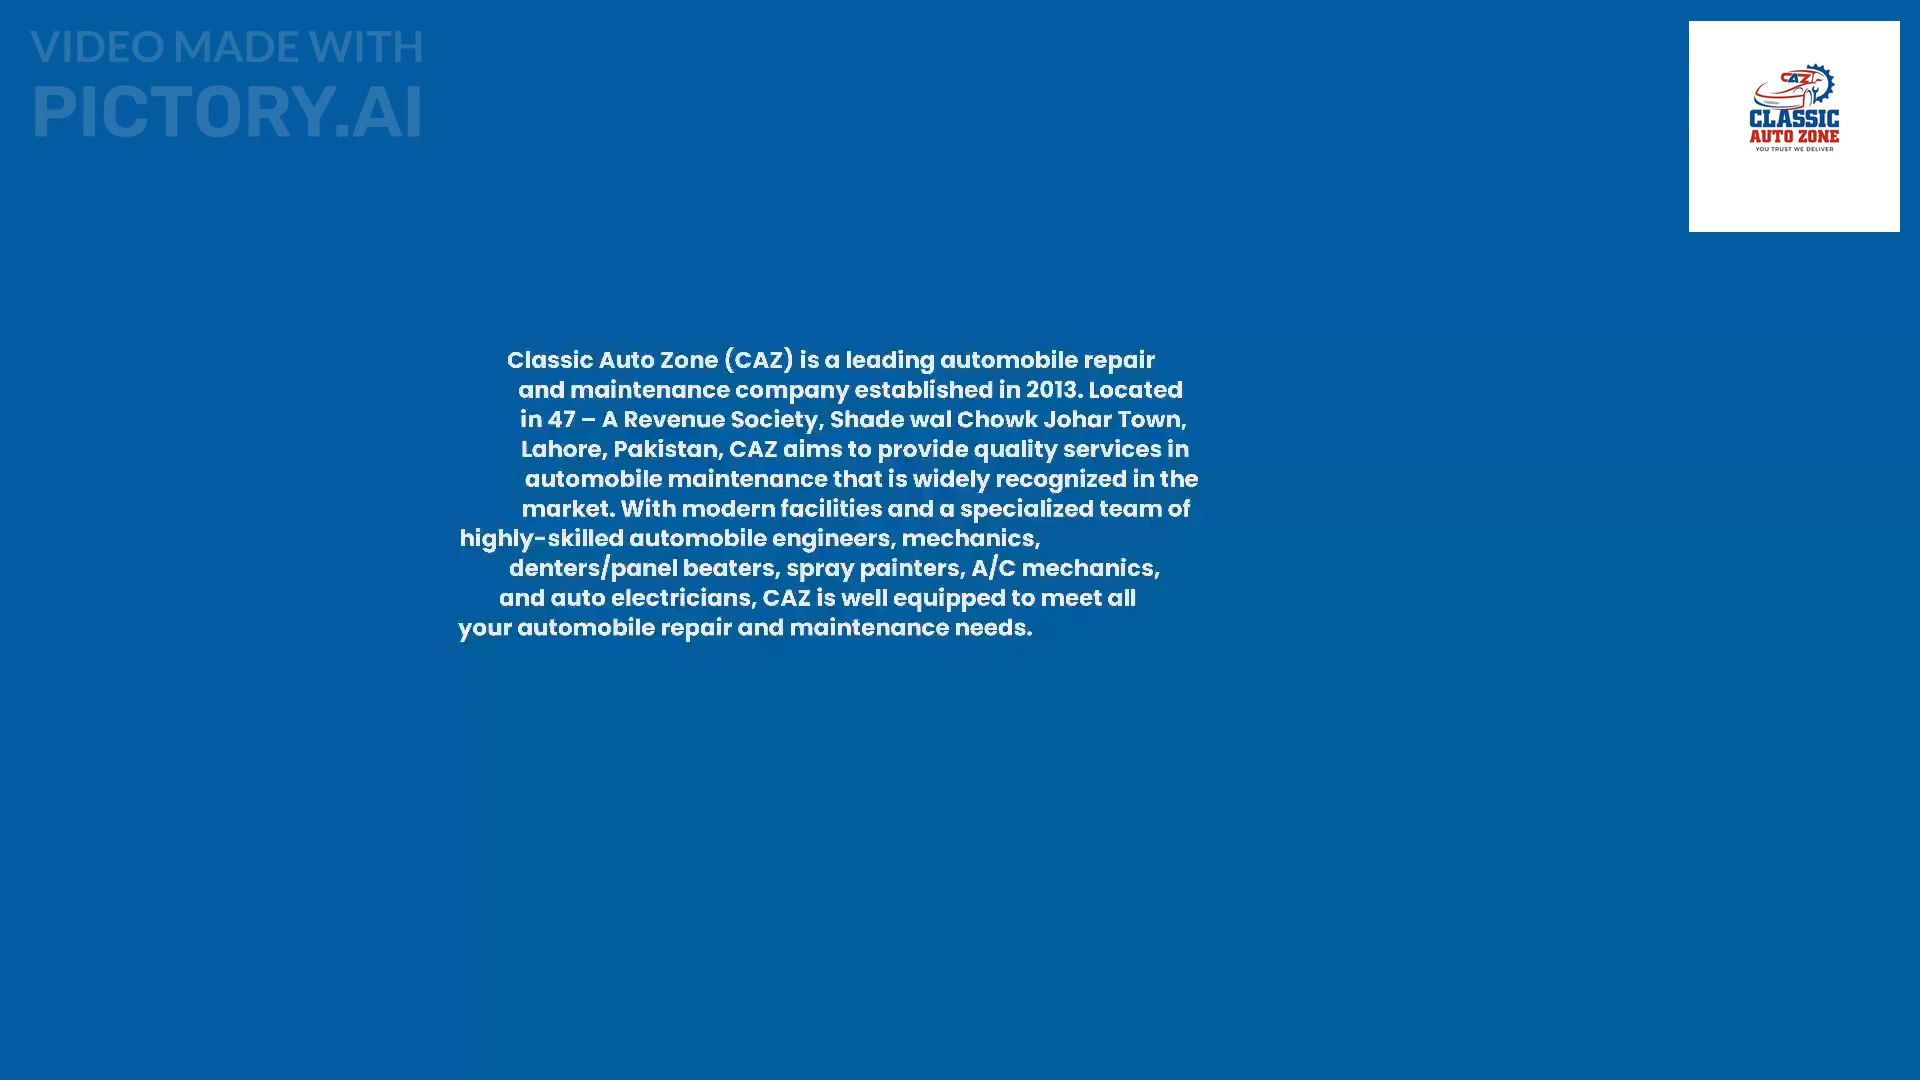 VIDEO MADE WITH
PICTORY.AI
CAZ
CLASSIC
AUTO ZONE
YOU TRUST WE DELIVER
Classic Auto Zone (CAZ) is a leading automobile repair
and maintenance company established in 2013. Located
in 47 – A Revenue Society, Shade wal Chowk Johar Town,
Lahore, Pakistan, CAZ aims to provide quality services in
automobile maintenance that is widely recognized in the
market. With modern facilities and a specialized team of
highly-skilled automobile engineers, mechanics,
denters/panel beaters, spray painters, A/C mechanics,
and auto electricians, CAZ is well equipped to meet all
your automobile repair and maintenance needs.